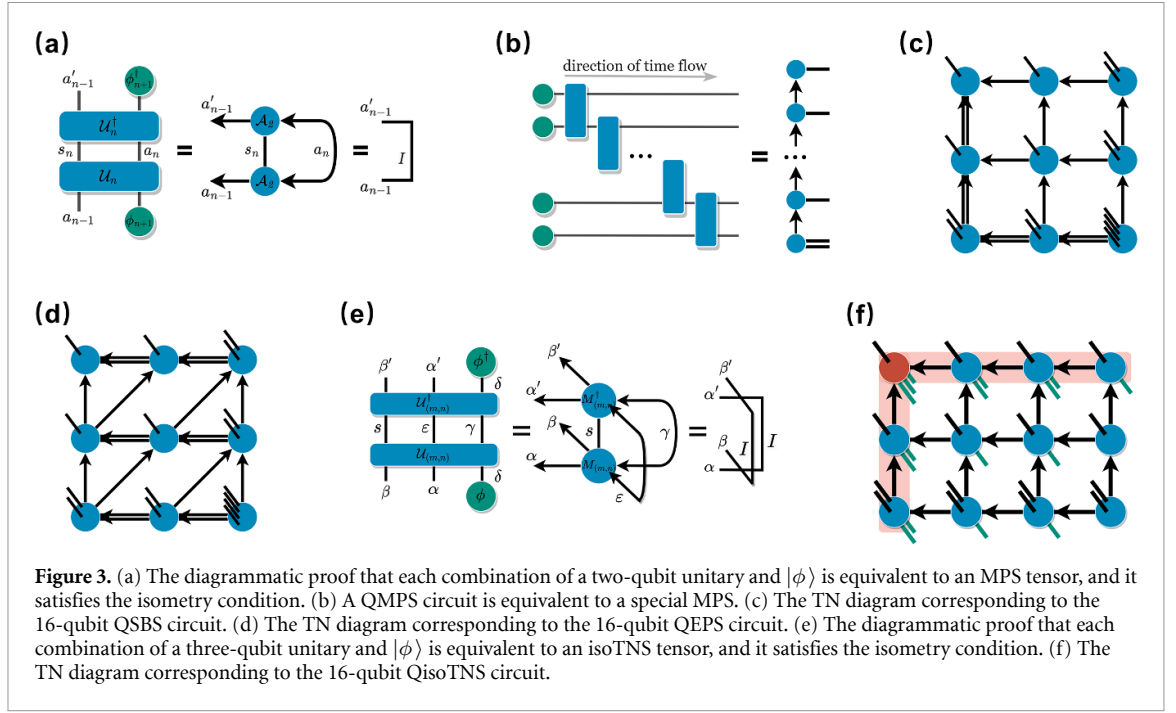 (a)
a′ₙ₋₁
ϕ†ₙ₊₁
𝒰†ₙ
sₙ
aₙ
𝒰ₙ
aₙ₋₁
ϕₙ₊₁
=
a′ₙ₋₁
𝒜₂
sₙ
aₙ
𝒜₂
aₙ₋₁
=
a′ₙ₋₁
I
aₙ₋₁
(b)
direction of time flow
...
=
...
(c)
(d)
(e)
β′
α′
ϕ†
δ
𝒰†(m,n)
s
ε
γ
𝒰(m,n)
δ
β
α
ϕ
=
β′
α′
M†(m,n)
β
s
γ
M(m,n)
α
ε
=
β′
α′
β
I
I
α
(f)
Figure 3. (a) The diagrammatic proof that each combination of a two-qubit unitary and |ϕ⟩ is equivalent to an MPS tensor, and it
satisfies the isometry condition. (b) A QMPS circuit is equivalent to a special MPS. (c) The TN diagram corresponding to the
16-qubit QSBS circuit. (d) The TN diagram corresponding to the 16-qubit QEPS circuit. (e) The diagrammatic proof that each
combination of a three-qubit unitary and |ϕ⟩ is equivalent to an isoTNS tensor, and it satisfies the isometry condition. (f) The
TN diagram corresponding to the 16-qubit QisoTNS circuit.